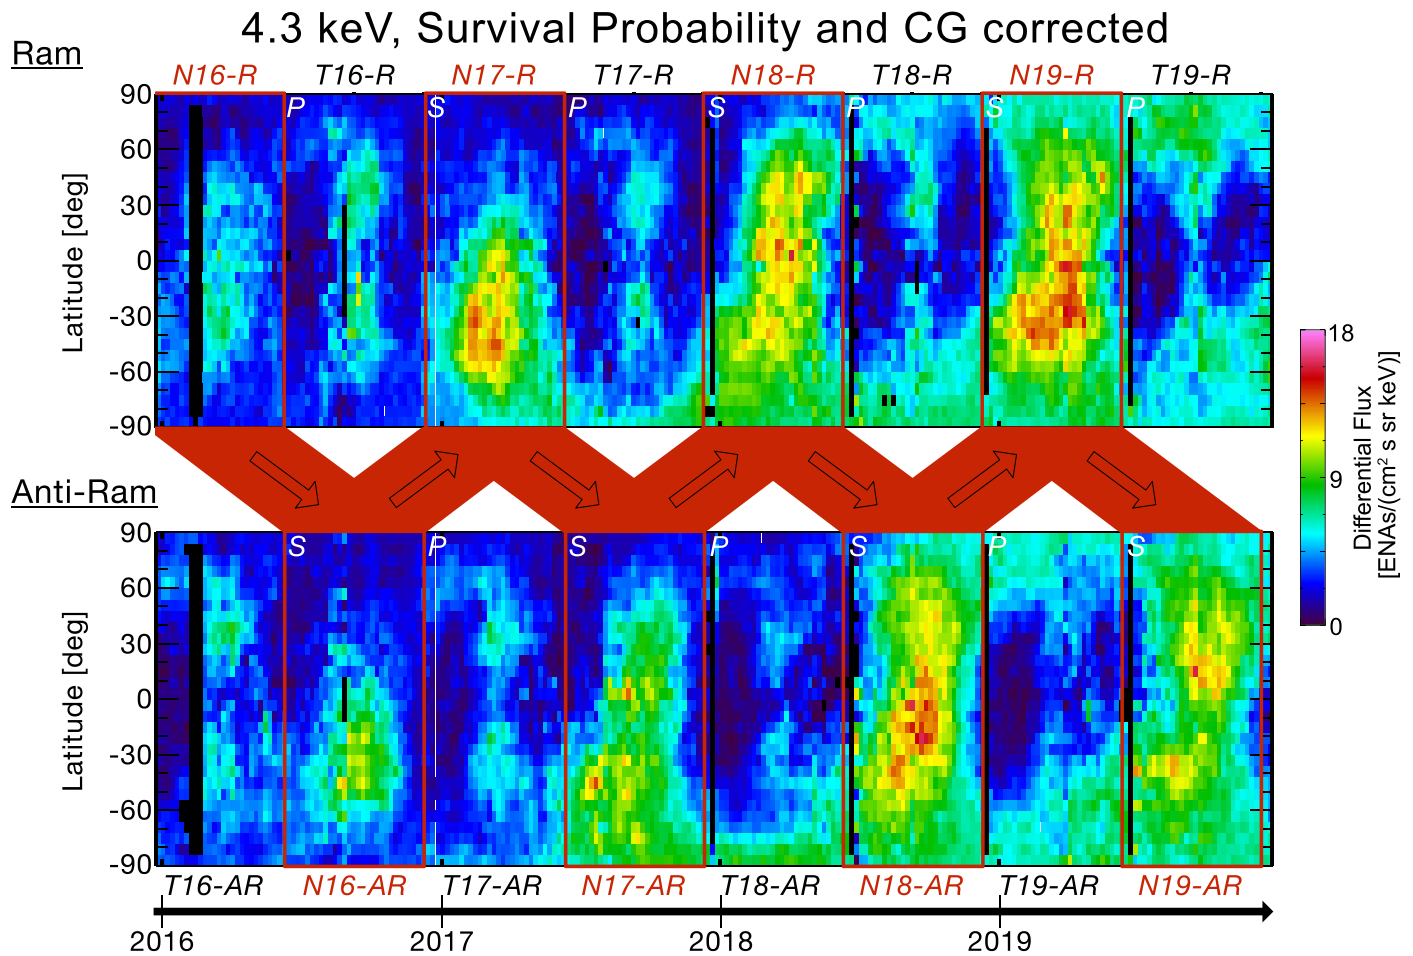 4.3 keV, Survival Probability and CG corrected
Ram
N16-R T16-R N17-R T17-R N18-R T18-R N19-R T19-R
P S P S P S P
90
60
30
0
-30
-60
-90
Latitude [deg]
18
9
0
Differential Flux
[ENAs/(cm² s sr keV)]
Anti-Ram
S P S P S P S
90
60
30
0
-30
-60
-90
Latitude [deg]
T16-AR N16-AR T17-AR N17-AR T18-AR N18-AR T19-AR N19-AR
2016 2017 2018 2019